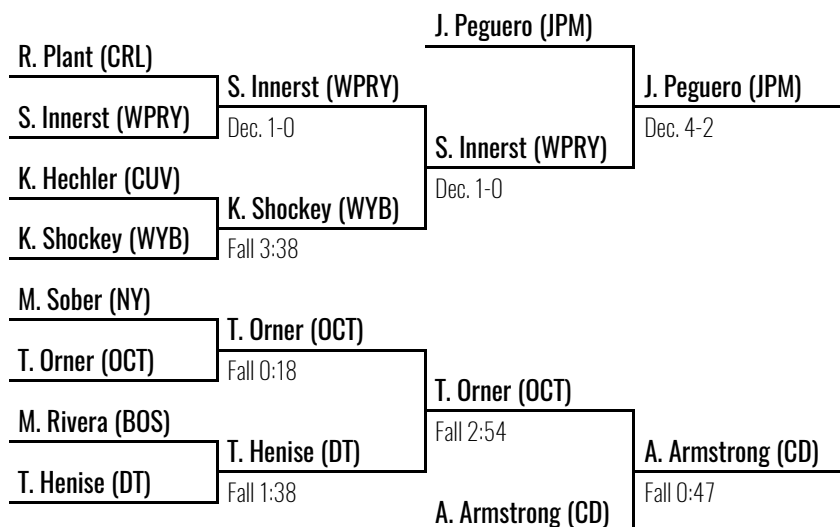 J. Peguero (JPM)
R. Plant (CRL)
S. Innerst (WPRY)
J. Peguero (JPM)
S. Innerst (WPRY)
Dec. 1-0
Dec. 4-2
S. Innerst (WPRY)
K. Hechler (CUV)
Dec. 1-0
K. Shockey (WYB)
K. Shockey (WYB)
Fall 3:38
M. Sober (NY)
T. Orner (OCT)
T. Orner (OCT)
Fall 0:18
T. Orner (OCT)
M. Rivera (BOS)
Fall 2:54
T. Henise (DT)
A. Armstrong (CD)
T. Henise (DT)
Fall 1:38
Fall 0:47
A. Armstrong (CD)